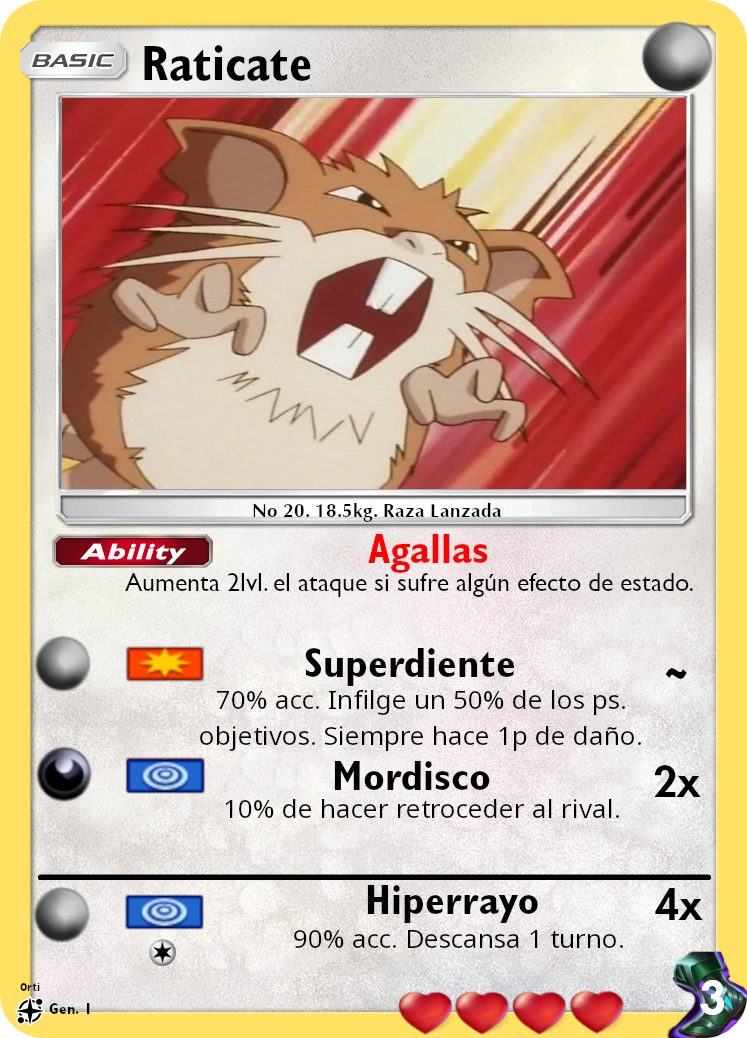 BASIC
Raticate
No 20. 18.5kg. Raza Lanzada
Ability
Agallas
Aumenta 2lvl. el ataque si sufre algún efecto de estado.
Superdiente
~
70% acc. Infilge un 50% de los ps.
objetivos. Siempre hace 1p de daño.
Mordisco
2x
10% de hacer retroceder al rival.
Hiperrayo
4x
90% acc. Descansa 1 turno.
Orti
Gen. 1
3